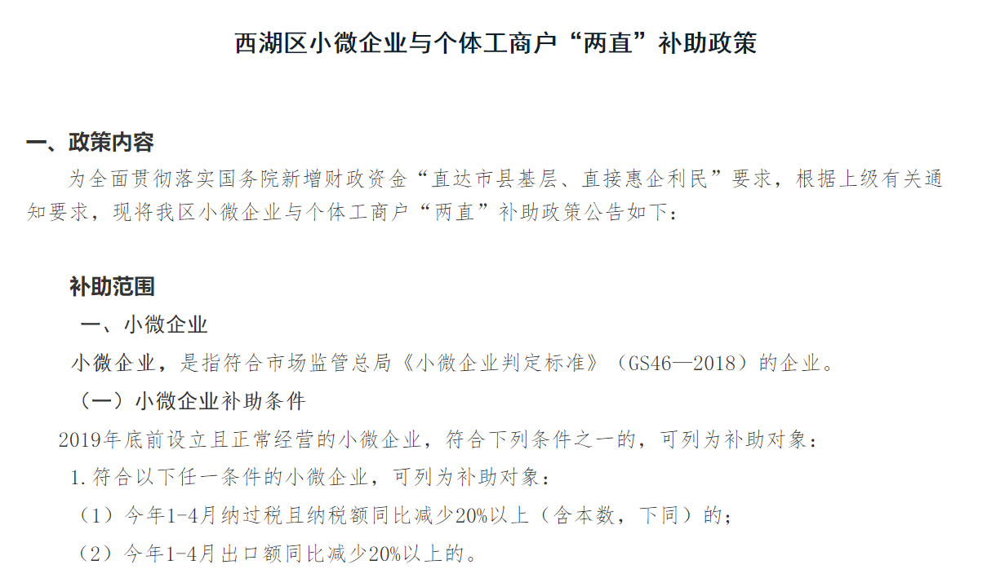 西湖区小微企业与个体工商户“两直”补助政策
一、政策内容
为全面贯彻落实国务院新增财政资金“直达市县基层、直接惠企利民”要求，根据上级有关通
知要求，现将我区小微企业与个体工商户“两直”补助政策公告如下：
补助范围
一、小微企业
小微企业，是指符合市场监管总局《小微企业判定标准》（GS46—2018）的企业。
（一）小微企业补助条件
2019年底前设立且正常经营的小微企业，符合下列条件之一的，可列为补助对象：
1.符合以下任一条件的小微企业，可列为补助对象：
（1）今年1-4月纳过税且纳税额同比减少20%以上（含本数，下同）的；
（2）今年1-4月出口额同比减少20%以上的。